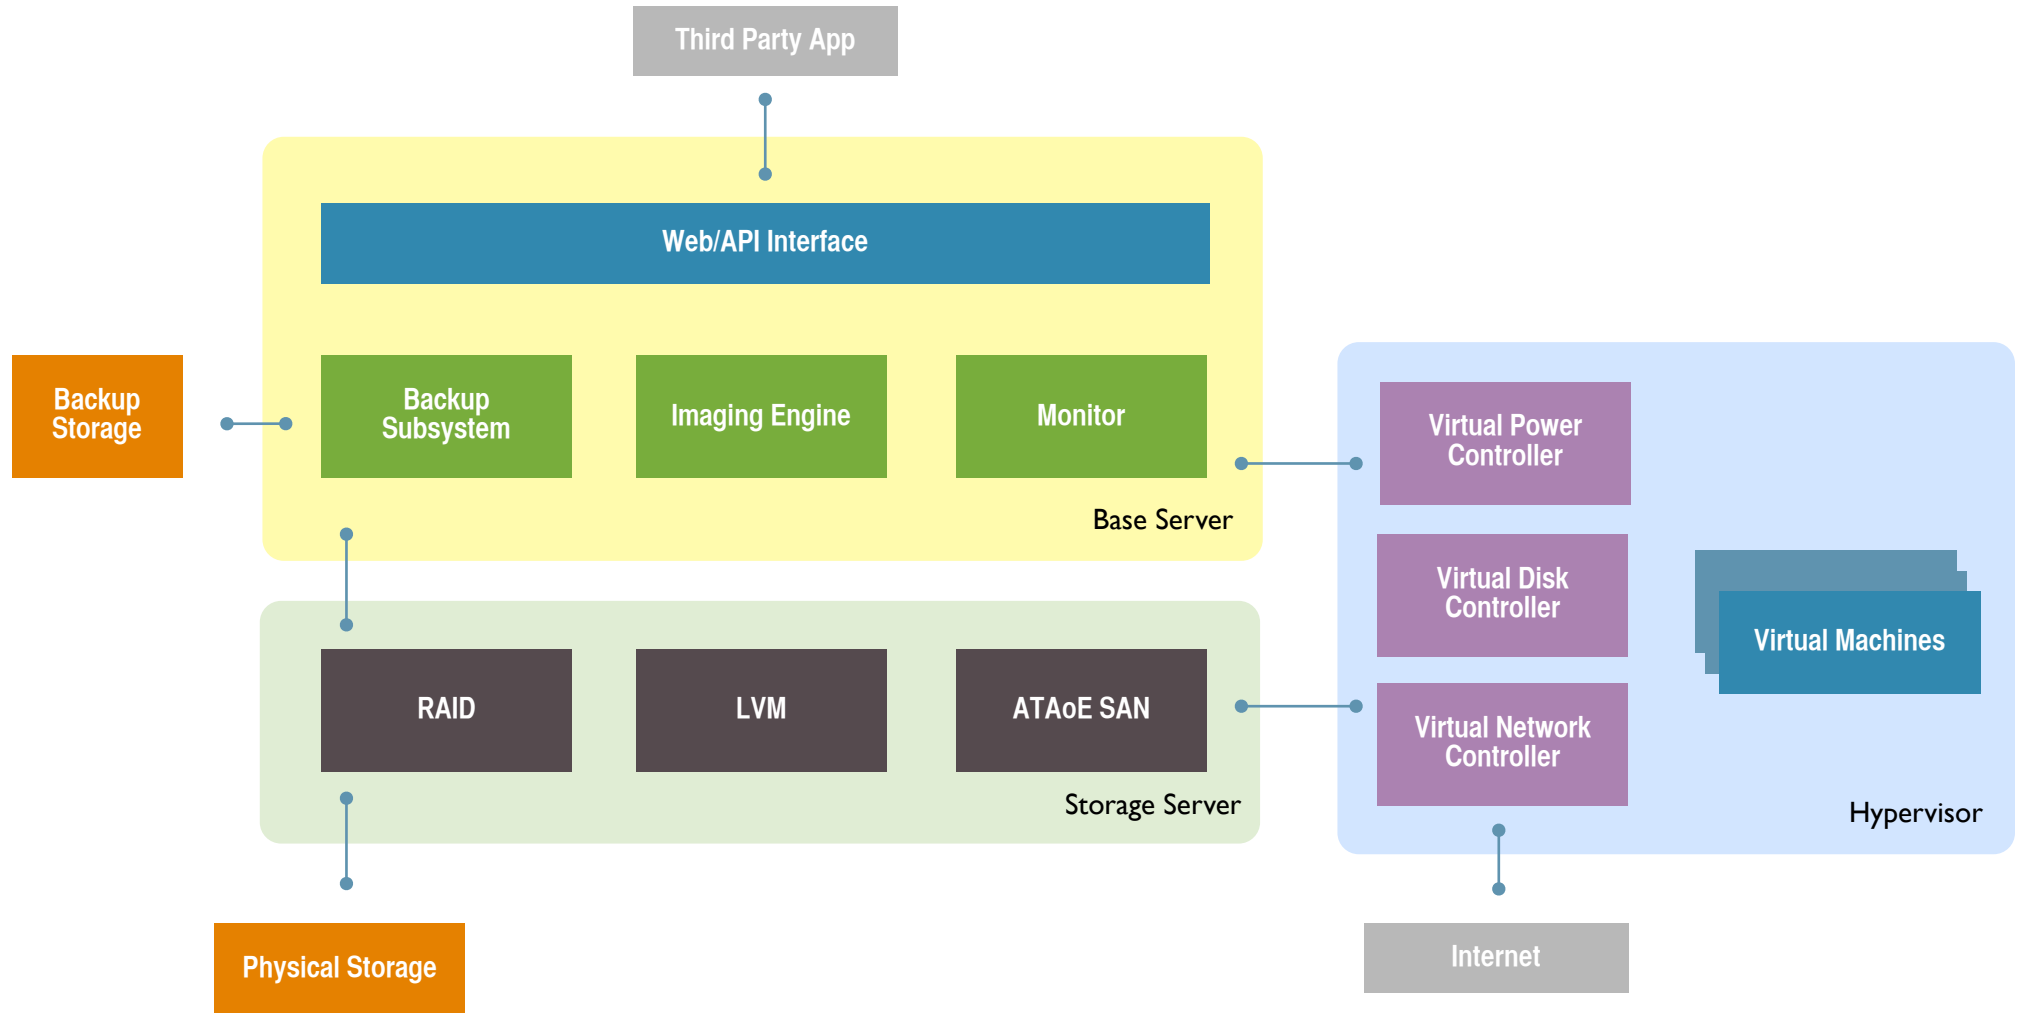 Third Party App
Web/API Interface
Backup
Storage
Backup
Subsystem
Imaging Engine
Monitor
Base Server
Virtual Power
Controller
Virtual Disk
Controller
Virtual Machines
RAID
LVM
ATAoE SAN
Storage Server
Virtual Network
Controller
Hypervisor
Physical Storage
Internet